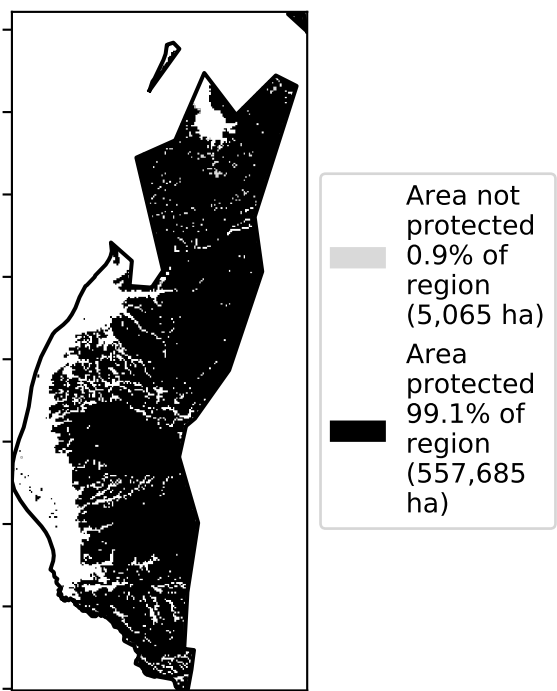 Area not
protected
0.9% of
region
(5,065 ha)
Area
protected
99.1% of
region
(557,685
ha)